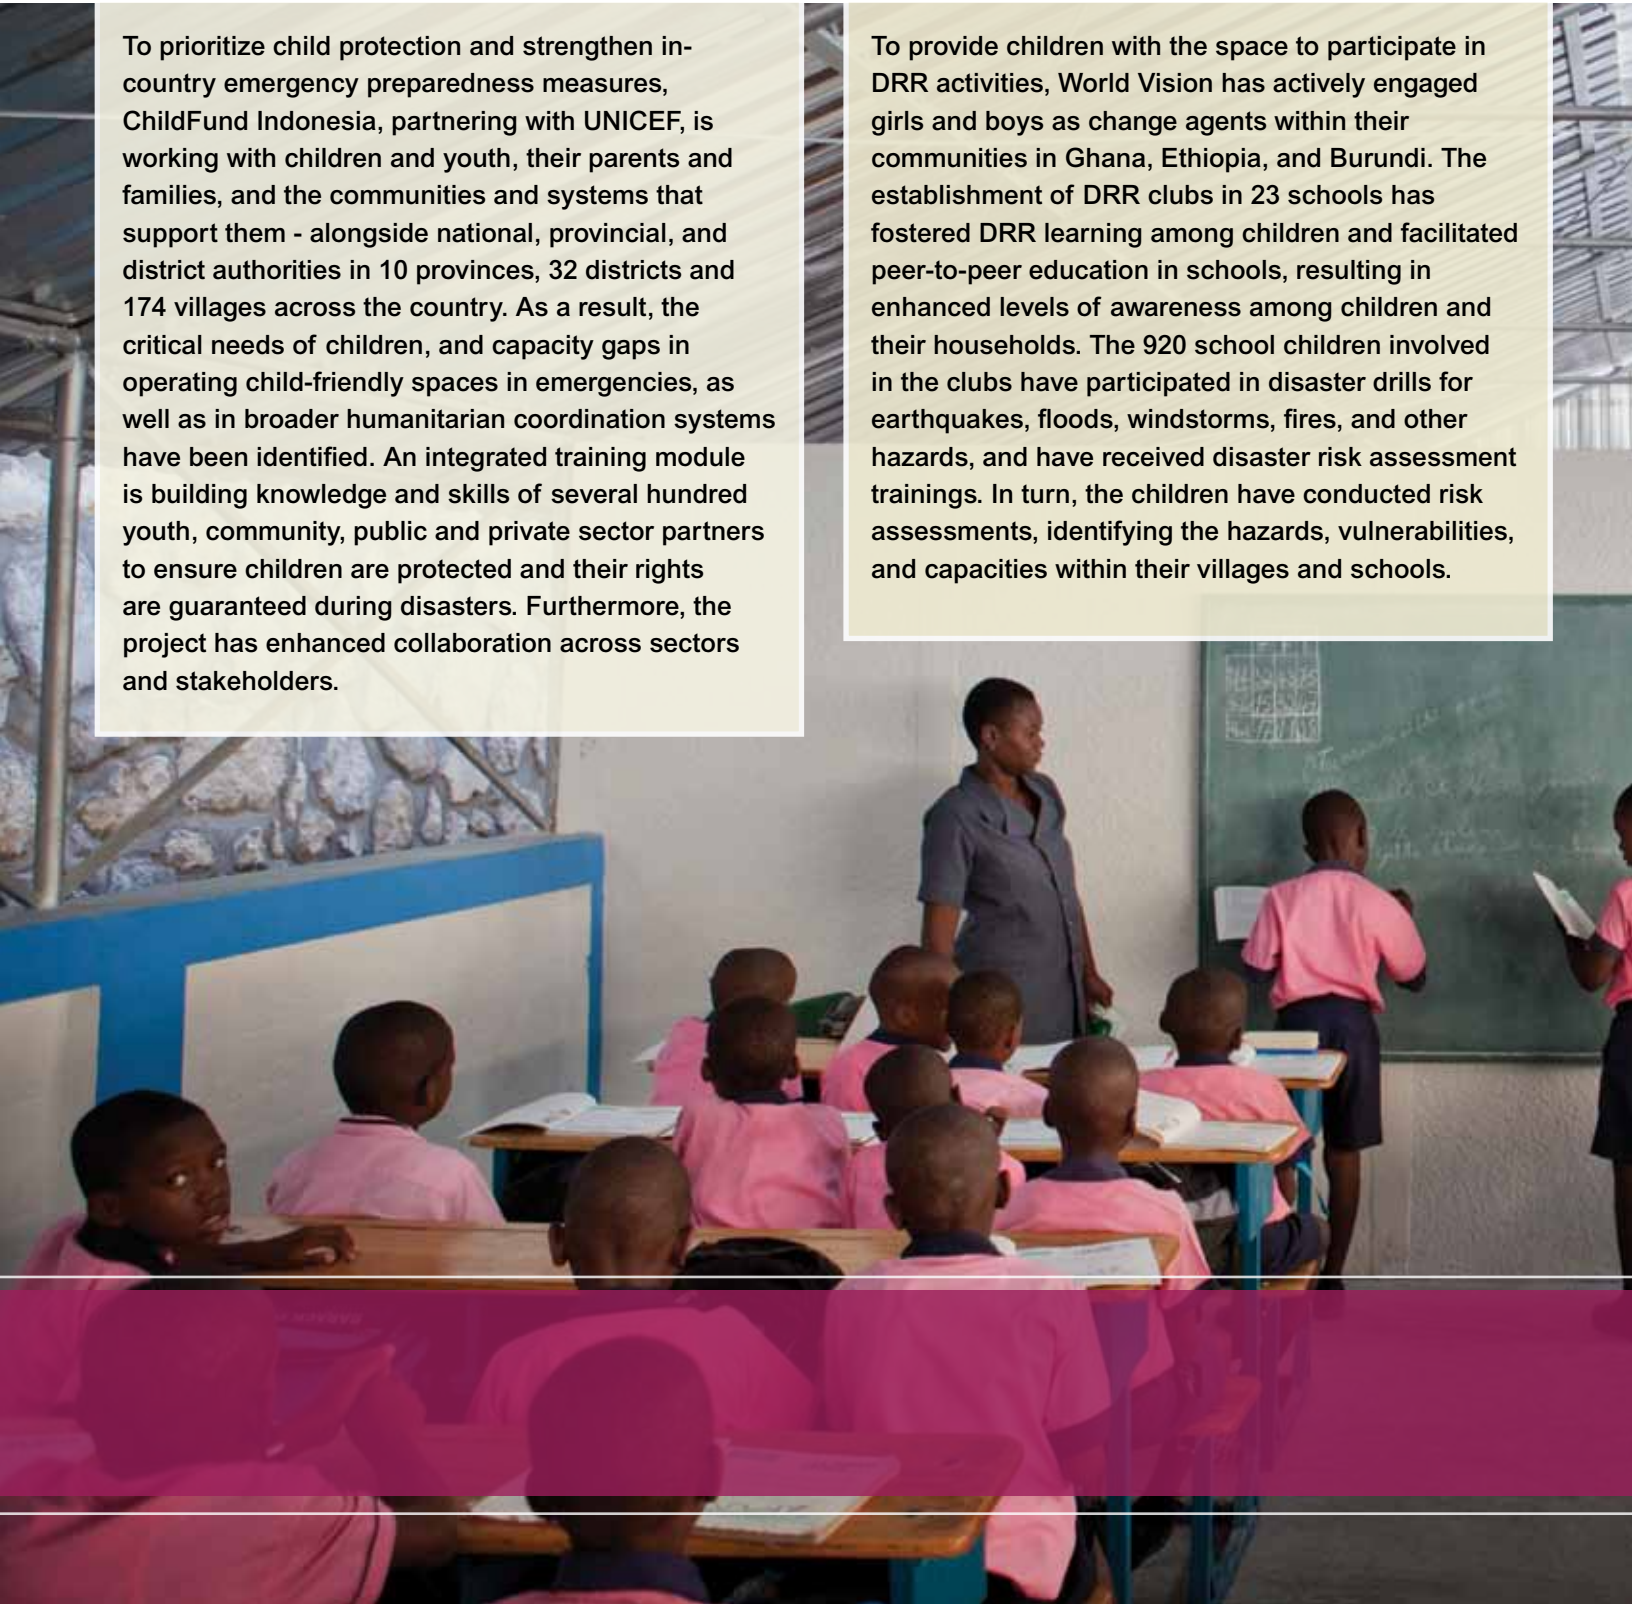 To prioritize child protection and strengthen in-
country emergency preparedness measures,
ChildFund Indonesia, partnering with UNICEF, is
working with children and youth, their parents and
families, and the communities and systems that
support them - alongside national, provincial, and
district authorities in 10 provinces, 32 districts and
174 villages across the country. As a result, the
critical needs of children, and capacity gaps in
operating child-friendly spaces in emergencies, as
well as in broader humanitarian coordination systems
have been identified. An integrated training module
is building knowledge and skills of several hundred
youth, community, public and private sector partners
to ensure children are protected and their rights
are guaranteed during disasters. Furthermore, the
project has enhanced collaboration across sectors
and stakeholders.
To provide children with the space to participate in
DRR activities, World Vision has actively engaged
girls and boys as change agents within their
communities in Ghana, Ethiopia, and Burundi. The
establishment of DRR clubs in 23 schools has
fostered DRR learning among children and facilitated
peer-to-peer education in schools, resulting in
enhanced levels of awareness among children and
their households. The 920 school children involved
in the clubs have participated in disaster drills for
earthquakes, floods, windstorms, fires, and other
hazards, and have received disaster risk assessment
trainings. In turn, the children have conducted risk
assessments, identifying the hazards, vulnerabilities,
and capacities within their villages and schools.